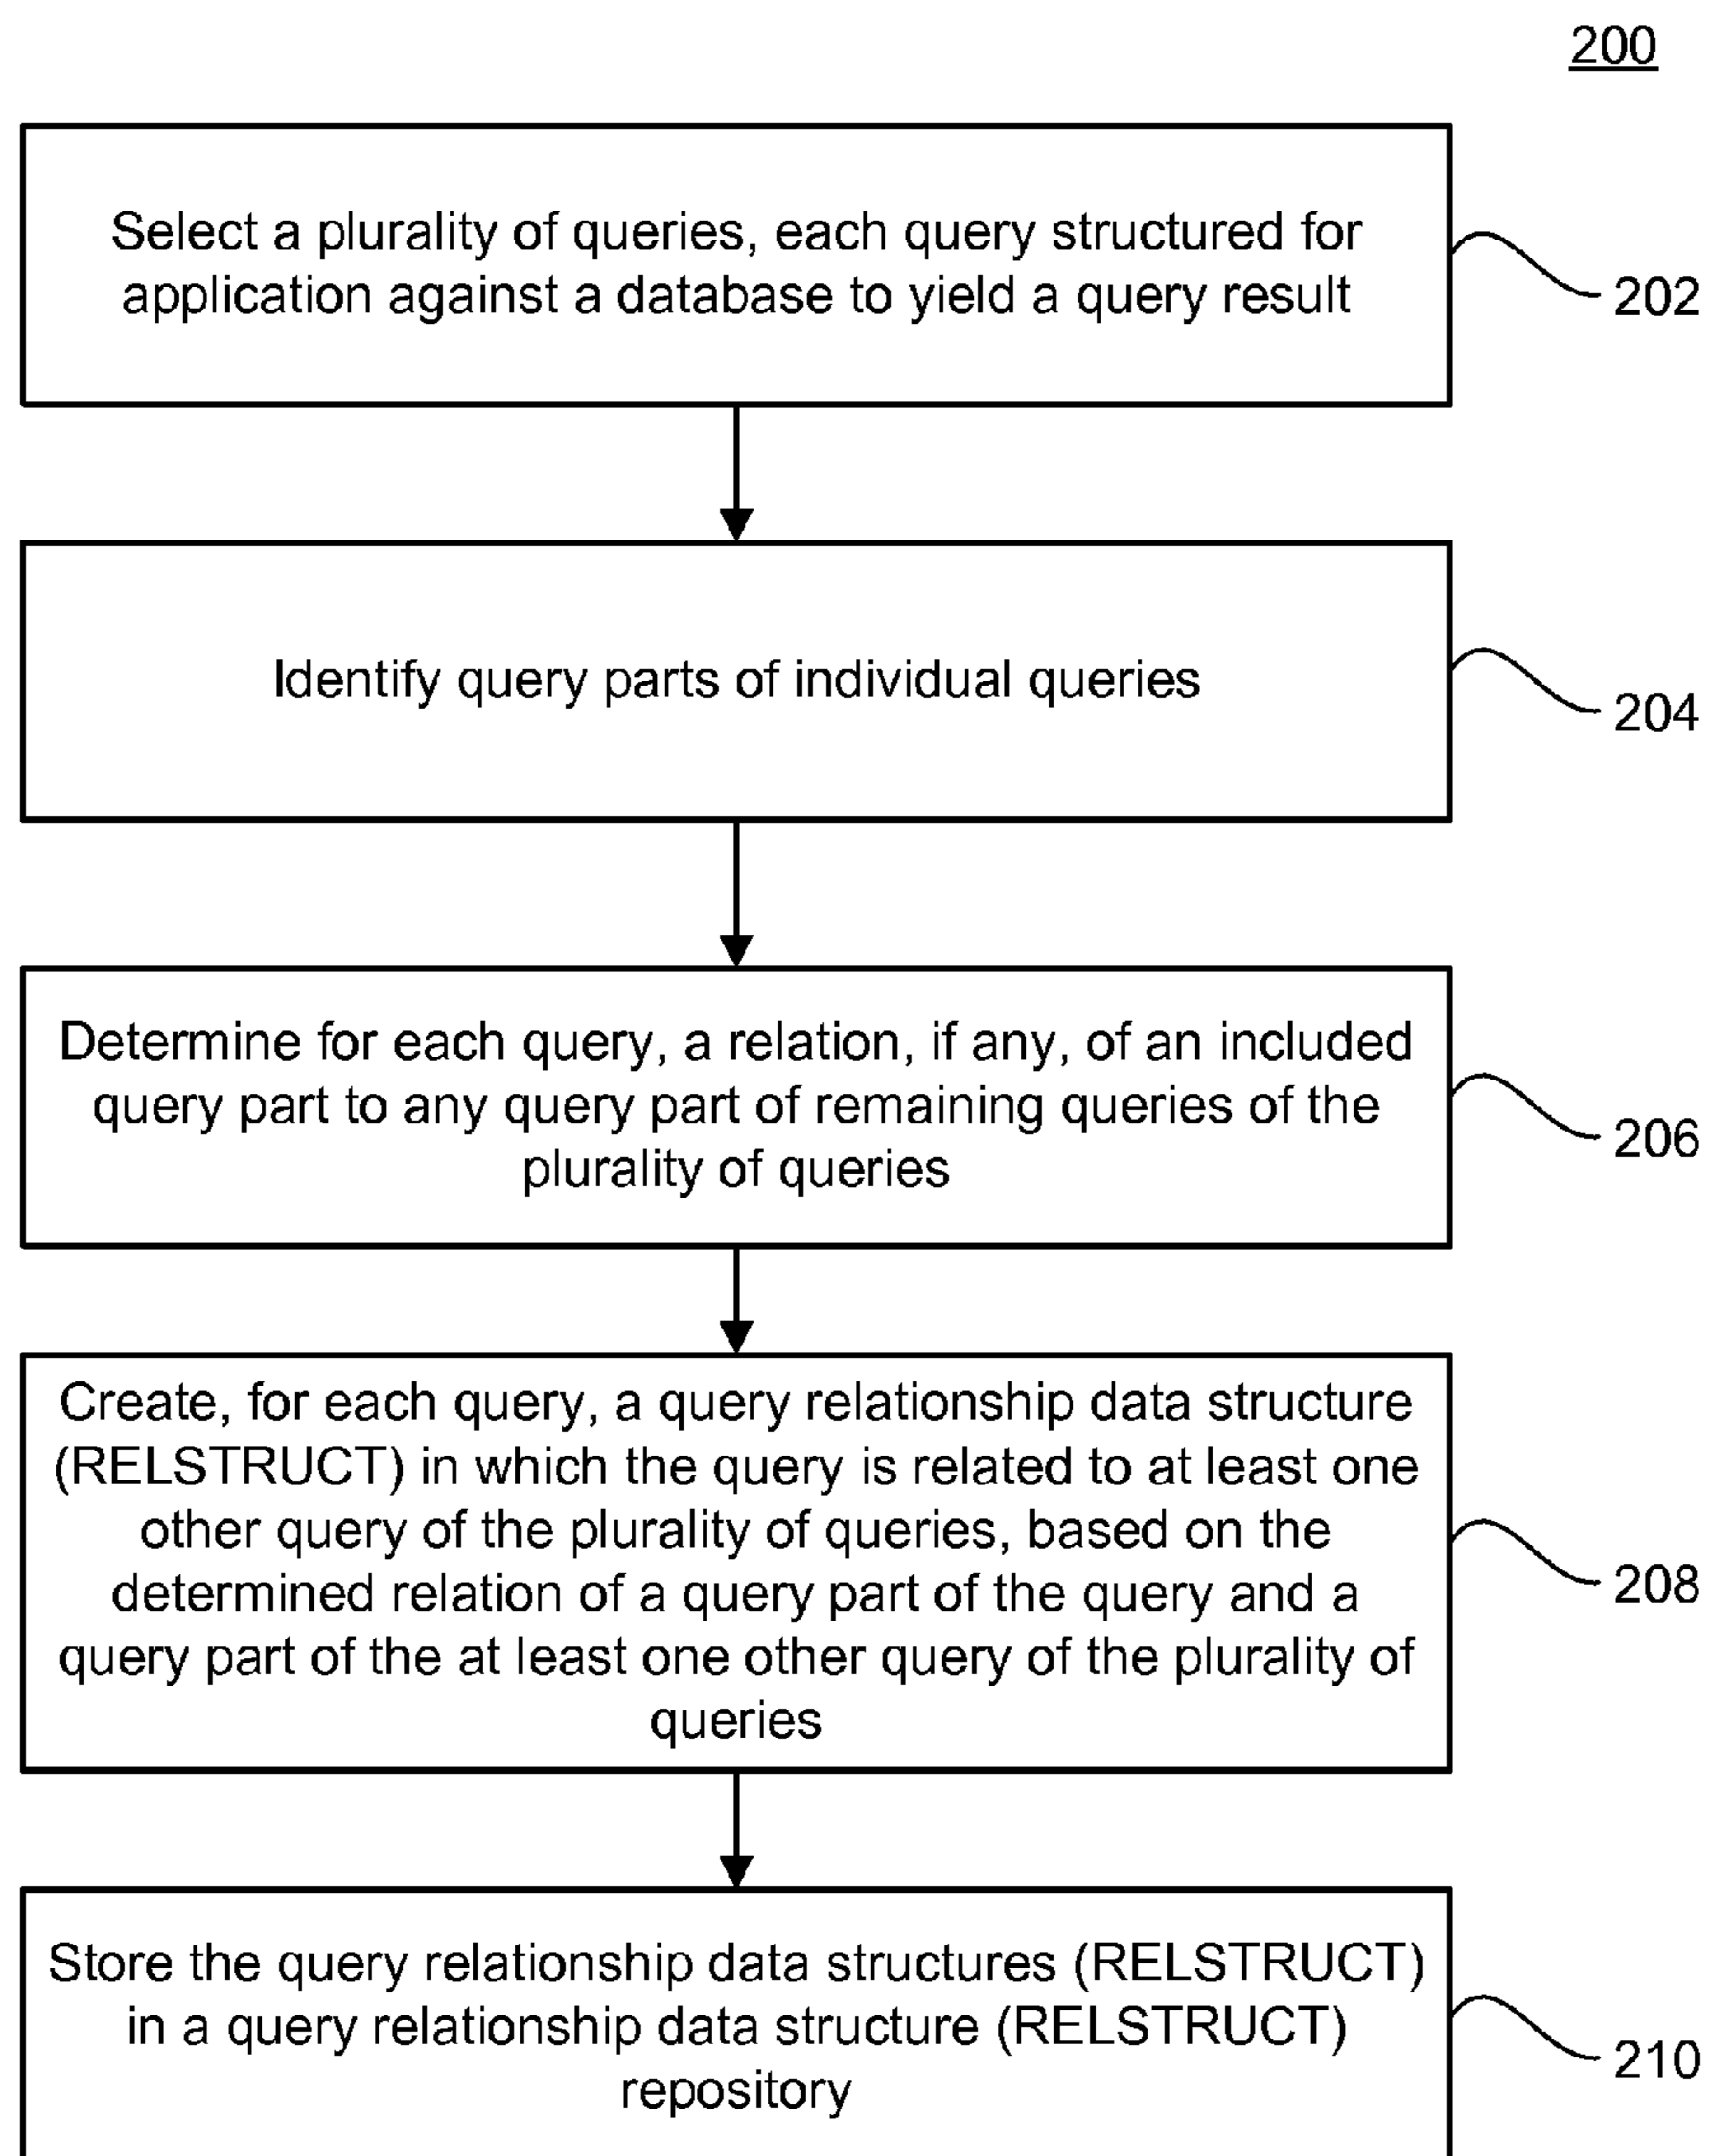 200
Select a plurality of queries, each query structured for
application against a database to yield a query result
202
Identify query parts of individual queries
204
Determine for each query, a relation, if any, of an included
query part to any query part of remaining queries of the
plurality of queries
206
Create, for each query, a query relationship data structure
(RELSTRUCT) in which the query is related to at least one
other query of the plurality of queries, based on the
determined relation of a query part of the query and a
query part of the at least one other query of the plurality of
queries
208
Store the query relationship data structures (RELSTRUCT)
in a query relationship data structure (RELSTRUCT)
repository
210